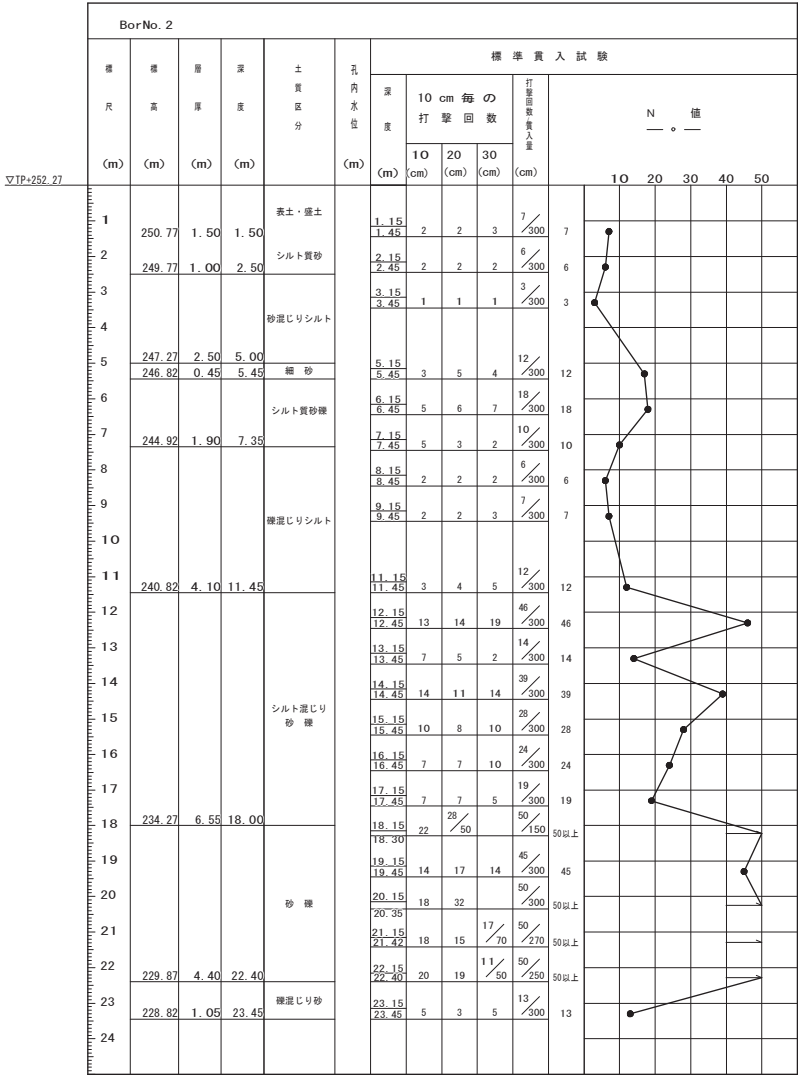 BorNo. 2
標尺 (m)
標高 (m)
層厚 (m)
深度 (m)
土質区分
孔内水位 (m)
標 準 貫 入 試 験
深度 (m)
10 cm 毎 の
打 撃 回 数
10 (cm) 20 (cm) 30 (cm)
打撃回数/貫入量 (cm)
N 値
10 20 30 40 50
▽TP+252.27
表土・盛土
1 1.15
250.77 1.50 1.50 1.45 2 2 3 7/300 7
シルト質砂
2 2.15
249.77 1.00 2.50 2.45 2 2 2 6/300 6
3 3.15
3.45 1 1 1 3/300 3
砂混じりシルト
4
247.27 2.50 5.00
5 5.15
246.82 0.45 5.45 細 砂 5.45 3 5 4 12/300 12
6 6.15
シルト質砂礫 6.45 5 6 7 18/300 18
7 7.15
244.92 1.90 7.35 7.45 5 3 2 10/300 10
8 8.15
8.45 2 2 2 6/300 6
9 9.15
9.45 2 2 3 7/300 7
礫混じりシルト
10
11 11.15
240.82 4.10 11.45 11.45 3 4 5 12/300 12
12 12.15
12.45 13 14 19 46/300 46
13 13.15
13.45 7 5 2 14/300 14
14 14.15
14.45 14 11 14 39/300 39
シルト混じり
砂 礫
15 15.15
15.45 10 8 10 28/300 28
16 16.15
16.45 7 7 10 24/300 24
17 17.15
17.45 7 7 5 19/300 19
234.27 6.55 18.00
18 18.15 22 28/50 50/150 50以上
18.30
19 19.15
19.45 14 17 14 45/300 45
20 20.15 18 32 50/300 50以上
砂 礫
20.35
21 21.15
21.42 18 15 17/70 50/270 50以上
22 22.15
229.87 4.40 22.40 22.40 20 19 11/50 50/250 50以上
礫混じり砂
23 23.15
228.82 1.05 23.45 23.45 5 3 5 13/300 13
24